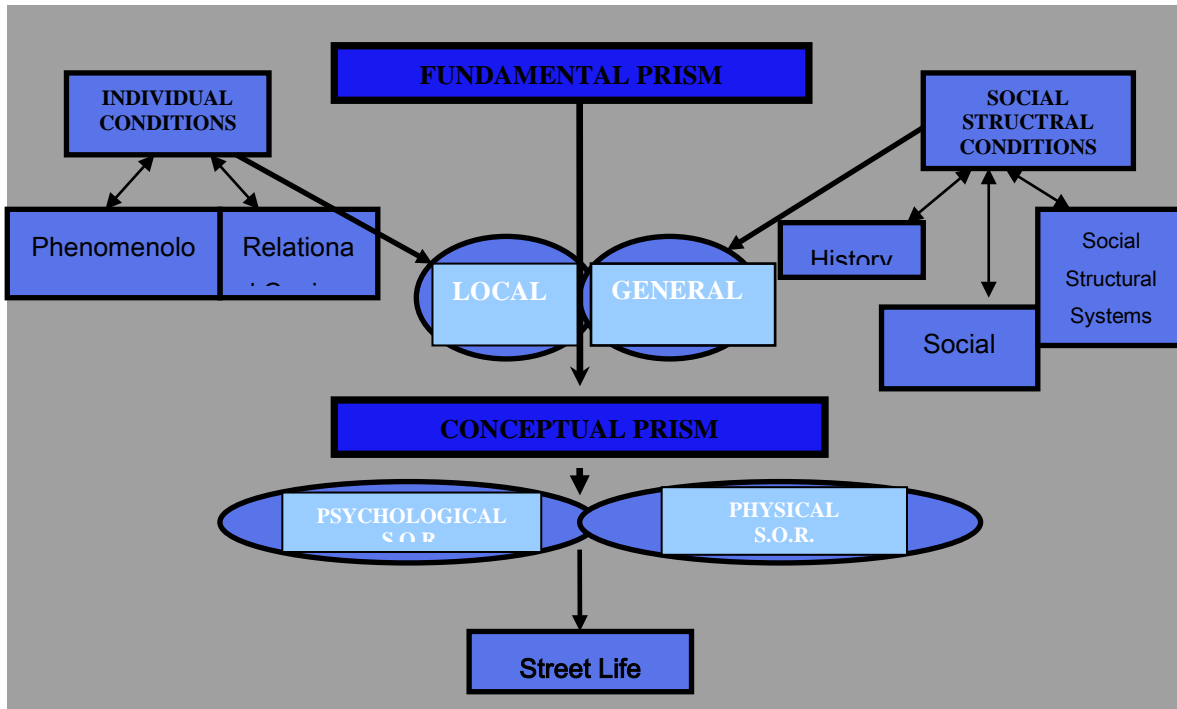 FUNDAMENTAL PRISM
INDIVIDUAL
CONDITIONS
SOCIAL
STRUCTRAL
CONDITIONS
Phenomenolo
Relationa
History
Social
Structural
Systems
LOCAL
GENERAL
Social
CONCEPTUAL PRISM
PSYCHOLOGICAL
S.O.R.
PHYSICAL
S.O.R.
Street Life